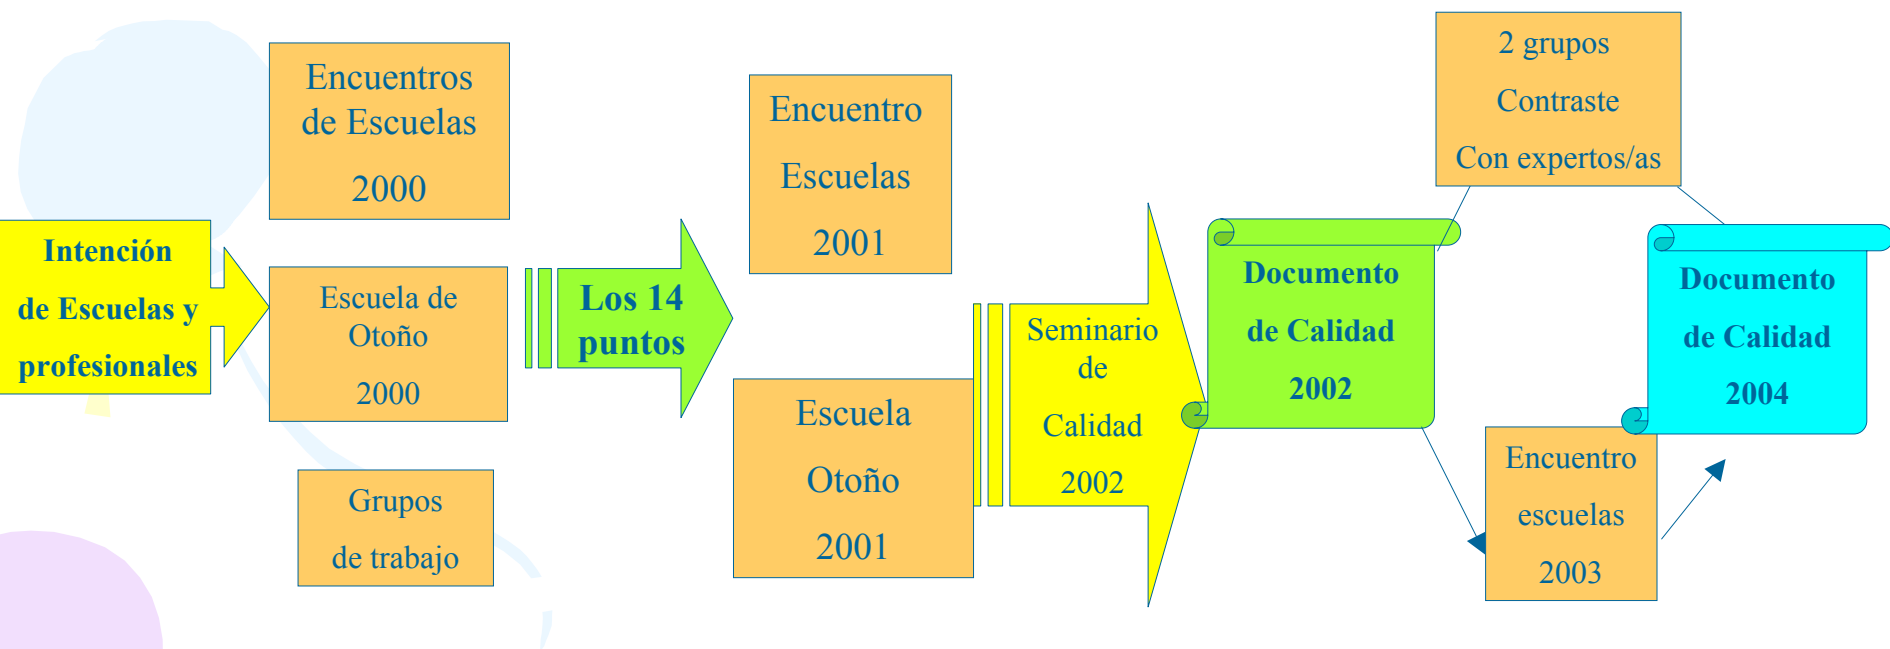 Intención
de Escuelas y
profesionales
Encuentros
de Escuelas
2000
Escuela de
Otoño
2000
Grupos
de trabajo
Los 14
puntos
Encuentro
Escuelas
2001
Escuela
Otoño
2001
Seminario
de
Calidad
2002
Documento
de Calidad
2002
2 grupos
Contraste
Con expertos/as
Encuentro
escuelas
2003
Documento
de Calidad
2004